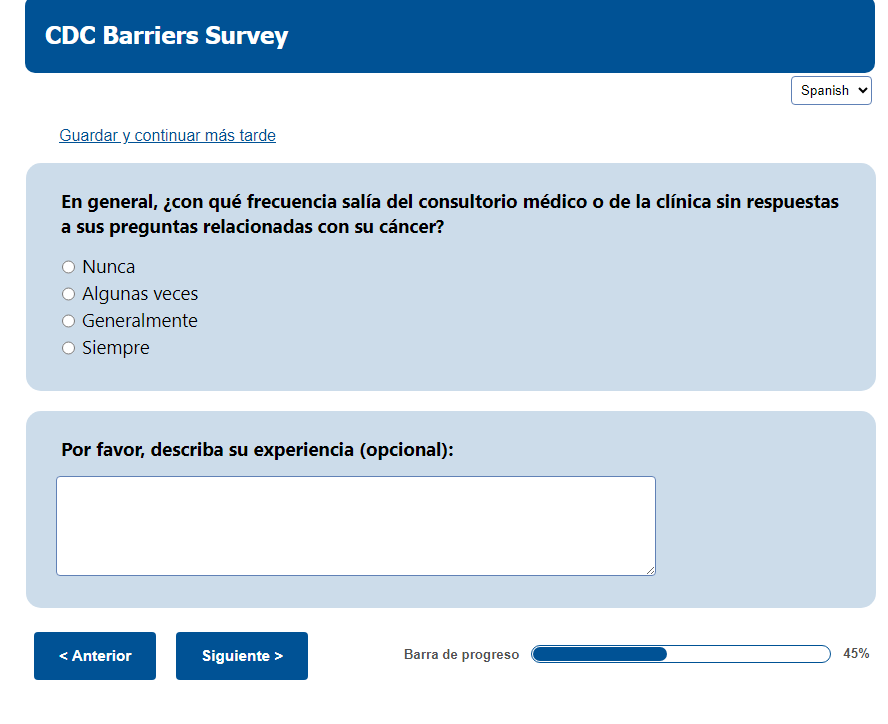 CDC Barriers Survey
Spanish
Guardar y continuar más tarde
En general, ¿con qué frecuencia salía del consultorio médico o de la clínica sin respuestas
a sus preguntas relacionadas con su cáncer?
Nunca
Algunas veces
Generalmente
Siempre
Por favor, describa su experiencia (opcional):
< Anterior
Siguiente >
Barra de progreso
45%